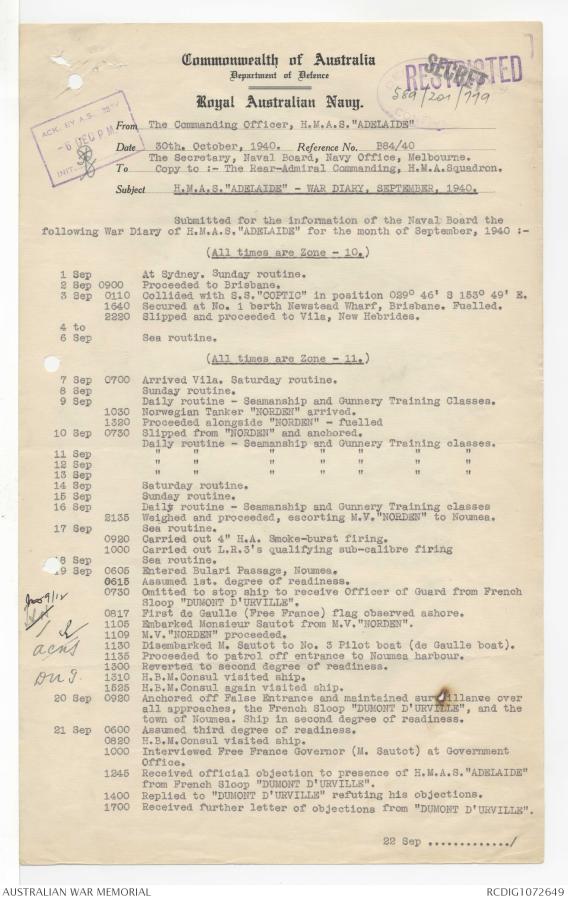 Commonwealth of Australia
Department of Defence
Royal Australian Navy.
RESTRICTED
SECRET
589/201/779
ACK. BY A.S.
-6 DEC P.M.
INIT.
From The Commanding Officer, H.M.A.S."ADELAIDE"
Date 30th. October, 1940. Reference No. B84/40
The Secretary, Naval Board, Navy Office, Melbourne.
To Copy to :- The Rear-Admiral Commanding, H.M.A.Squadron.
Subject H.M.A.S."ADELAIDE" - WAR DIARY, SEPTEMBER, 1940.
Submitted for the information of the Naval Board the
following War Diary of H.M.A.S."ADELAIDE" for the month of September, 1940 :-
(All times are Zone - 10.)
1 Sep At Sydney. Sunday routine.
2 Sep 0900 Proceeded to Brisbane.
3 Sep 0110 Collided with S.S."COPTIC" in position 029° 46' S 153° 49' E.
1640 Secured at No. 1 berth Newstead Wharf, Brisbane. Fuelled.
2220 Slipped and proceeded to Vila, New Hebrides.
4 to
6 Sep Sea routine.
(All times are Zone - 11.)
7 Sep 0700 Arrived Vila. Saturday routine.
8 Sep Sunday routine.
9 Sep Daily routine - Seamanship and Gunnery Training Classes.
1030 Norwegian Tanker "NORDEN" arrived.
1320 Proceeded alongside "NORDEN" - fuelled
10 Sep 0730 Slipped from "NORDEN" and anchored.
Daily routine - Seamanship and Gunnery Training classes.
11 Sep " " " " " " "
12 Sep " " " " " " "
13 Sep " " " " " " "
14 Sep Saturday routine.
15 Sep Sunday routine.
16 Sep Daily routine - Seamanship and Gunnery Training classes
2135 Weighed and proceeded, escorting M.V."NORDEN" to Noumea.
17 Sep Sea routine.
0920 Carried out 4" H.A. Smoke-burst firing.
1000 Carried out L.R.3's qualifying sub-calibre firing
8 Sep Sea routine.
19 Sep 0605 Entered Bulari Passage, Noumea.
0615 Assumed 1st. degree of readiness.
0730 Omitted to stop ship to receive Officer of Guard from French
Sloop "DUMONT D'URVILLE".
0817 First de Gaulle (Free France) flag observed ashore.
1105 Embarked Monsieur Sautot from M.V."NORDEN".
1109 M.V."NORDEN" proceeded.
1130 Disembarked M. Sautot to No. 3 Pilot boat (de Gaulle boat).
1135 Proceeded to patrol off entrance to Noumea harbour.
1300 Reverted to second degree of readiness.
1310 H.B.M.Consul visited ship.
1525 H.B.M.Consul again visited ship.
20 Sep 0920 Anchored off False Entrance and maintained surveillance over
all approaches, the French Sloop "DUMONT D'URVILLE", and the
town of Noumea. Ship in second degree of readiness.
21 Sep 0600 Assumed third degree of readiness.
0820 H.B.M.Consul visited ship.
1000 Interviewed Free France Governor (M. Sautot) at Government
Office.
1245 Received official objection to presence of H.M.A.S."ADELAIDE"
from French Sloop "DUMONT D'URVILLE".
1400 Replied to "DUMONT D'URVILLE" refuting his objections.
1700 Received further letter of objections from "DUMONT D'URVILLE".
22 Sep ............./
9/12
acns
AUSTRALIAN WAR MEMORIAL
RCDIG1072649